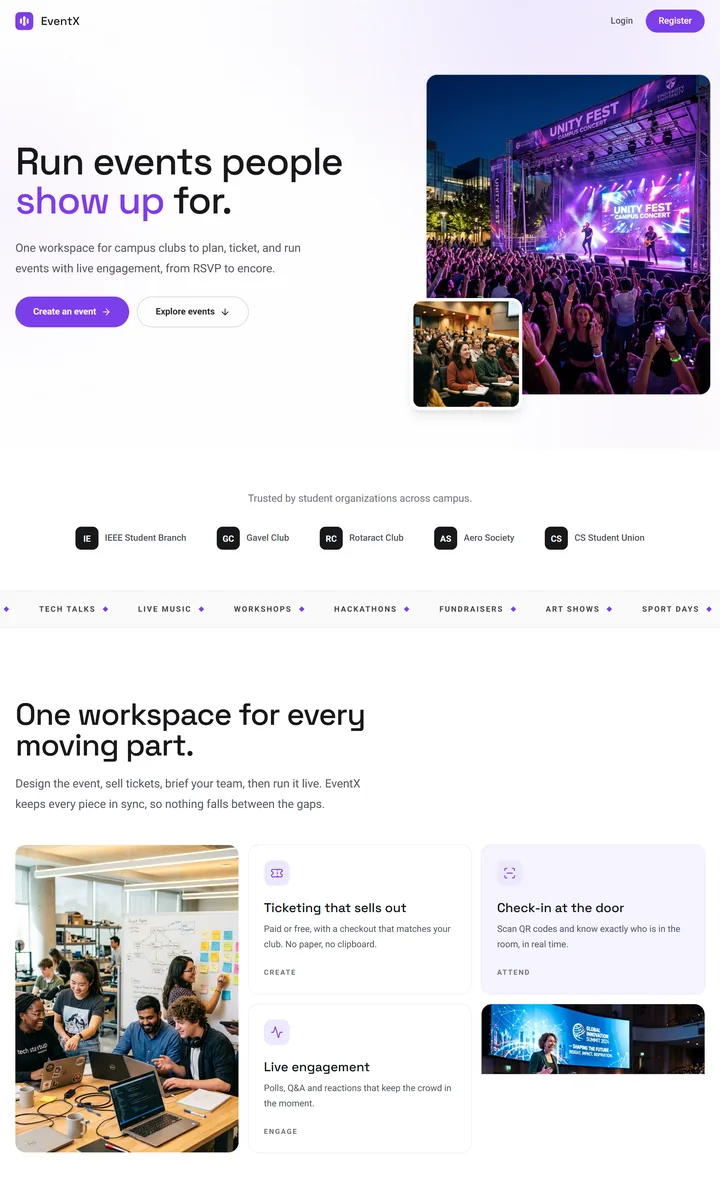 EventX
Login
Register
UNITY FEST
CAMPUS CONCERT
UNITY FEST
CAMPUS CONCERT
Run events people
show up for.
One workspace for campus clubs to plan, ticket, and run
events with live engagement, from RSVP to encore.
Create an event →
Explore events ↓
Trusted by student organizations across campus.
IE IEEE Student Branch
GC Gavel Club
RC Rotaract Club
AS Aero Society
CS CS Student Union
TECH TALKS
LIVE MUSIC
WORKSHOPS
HACKATHONS
FUNDRAISERS
ART SHOWS
SPORT DAYS
One workspace for every
moving part.
Design the event, sell tickets, brief your team, then run it live. EventX
keeps every piece in sync, so nothing falls between the gaps.
tech startup
Ticketing that sells out
Paid or free, with a checkout that matches your
club. No paper, no clipboard.
CREATE
Check-in at the door
Scan QR codes and know exactly who is in the
room, in real time.
ATTEND
Live engagement
Polls, Q&A and reactions that keep the crowd in
the moment.
ENGAGE
GLOBAL
INNOVATION
SUMMIT 2024
SHAPING THE FUTURE
INSIGHT. IMPACT. INSPIRATION.